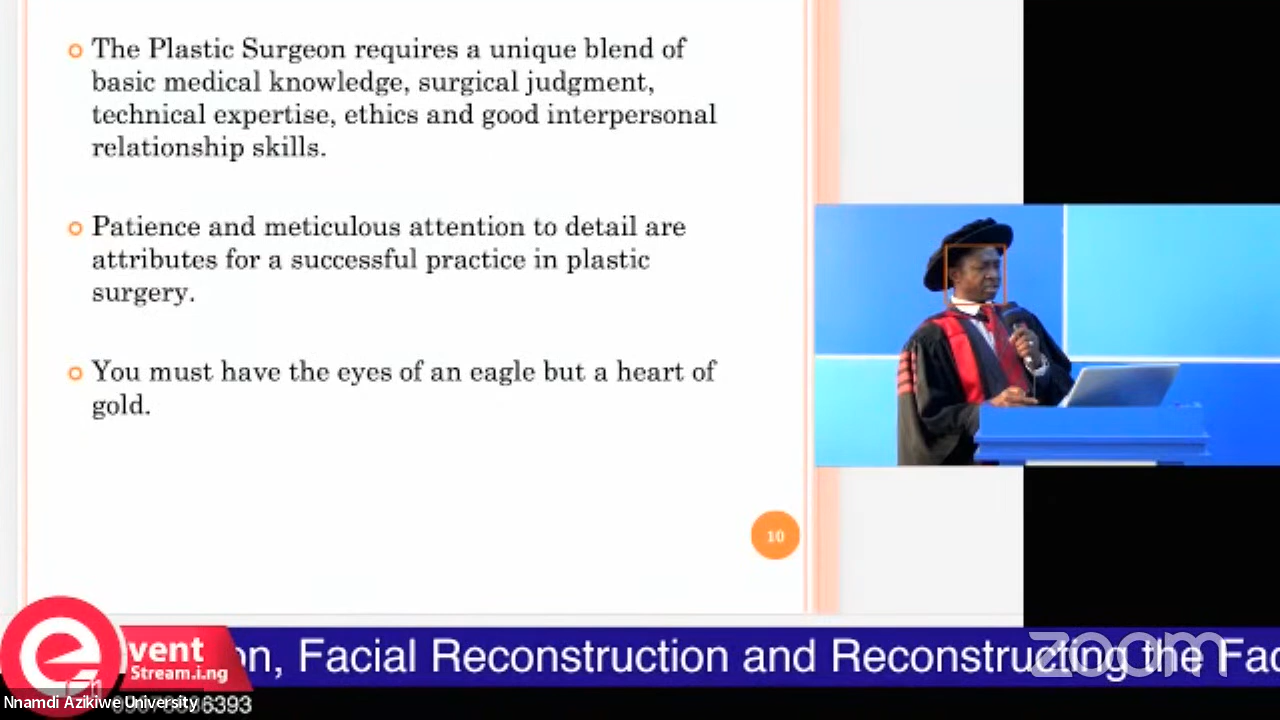 The Plastic Surgeon requires a unique blend of
basic medical knowledge, surgical judgment,
technical expertise, ethics and good interpersonal
relationship skills.
Patience and meticulous attention to detail are
attributes for a successful practice in plastic
surgery.
You must have the eyes of an eagle but a heart of
gold.
10
event
Stream.i.ng
on, Facial Reconstruction and Reconstructing the Fac
zoom
Nnamdi Azikiwe University